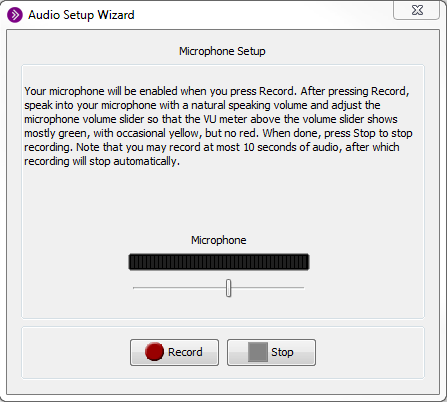 Audio Setup Wizard
Microphone Setup
Your microphone will be enabled when you press Record. After pressing Record,
speak into your microphone with a natural speaking volume and adjust the
microphone volume slider so that the VU meter above the volume slider shows
mostly green, with occasional yellow, but no red. When done, press Stop to stop
recording. Note that you may record at most 10 seconds of audio, after which
recording will stop automatically.
Microphone
Record
Stop